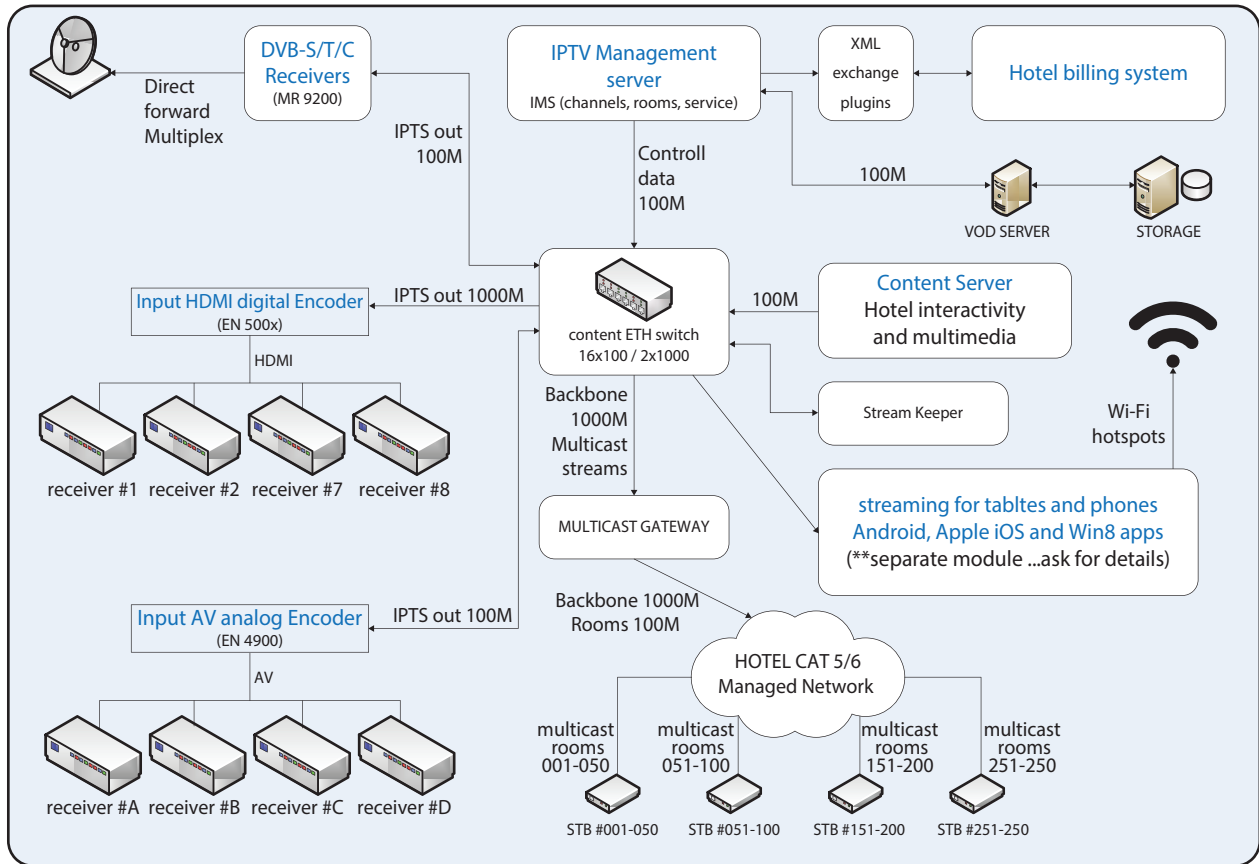 DVB-S/T/C
Receivers
(MR 9200)
Direct
forward
Multiplex
IPTS out
100M
IPTV Management
server
IMS (channels, rooms, service)
XML
exchange
plugins
Hotel billing system
Controll
data
100M
100M
VOD SERVER
STORAGE
Input HDMI digital Encoder
(EN 500x)
IPTS out 1000M
HDMI
receiver #1
receiver #2
receiver #7
receiver #8
content ETH switch
16x100 / 2x1000
100M
Content Server
Hotel interactivity
and multimedia
Stream Keeper
Wi-Fi
hotspots
Backbone
1000M
Multicast
streams
streaming for tabltes and phones
Android, Apple iOS and Win8 apps
(**separate module ...ask for details)
MULTICAST GATEWAY
Input AV analog Encoder
(EN 4900)
IPTS out 100M
AV
receiver #A
receiver #B
receiver #C
receiver #D
Backbone 1000M
Rooms 100M
HOTEL CAT 5/6
Managed Network
multicast
rooms
001-050
multicast
rooms
051-100
multicast
rooms
151-200
multicast
rooms
251-250
STB #001-050
STB #051-100
STB #151-200
STB #251-250